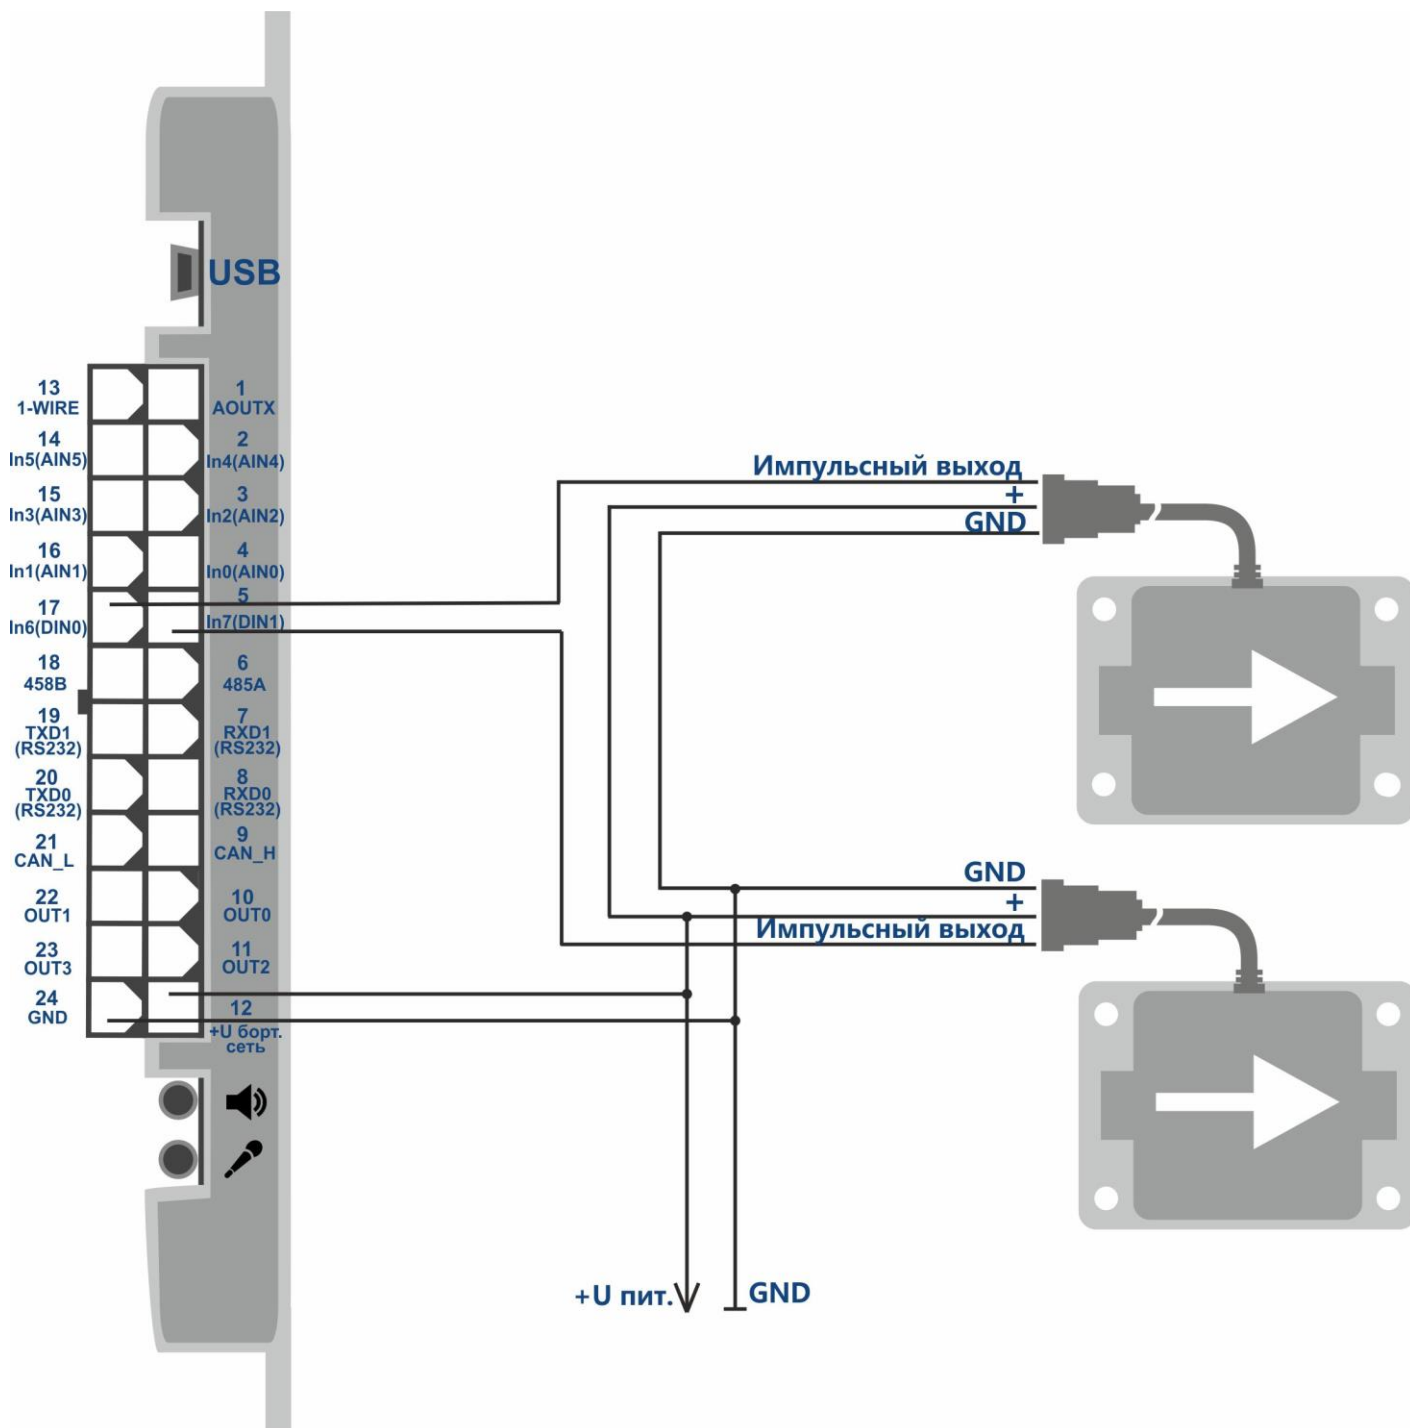 USB
13
1-WIRE
1
AOUTX
14
In5(AIN5)
2
In4(AIN4)
15
In3(AIN3)
3
In2(AIN2)
16
In1(AIN1)
4
In0(AIN0)
17
In6(DIN0)
5
In7(DIN1)
18
458B
6
485A
19
TXD1
(RS232)
7
RXD1
(RS232)
20
TXD0
(RS232)
8
RXD0
(RS232)
21
CAN_L
9
CAN_H
22
OUT1
10
OUT0
23
OUT3
11
OUT2
24
GND
12
+U борт.
сеть
Импульсный выход
+
GND
GND
+
Импульсный выход
+U пит.
GND